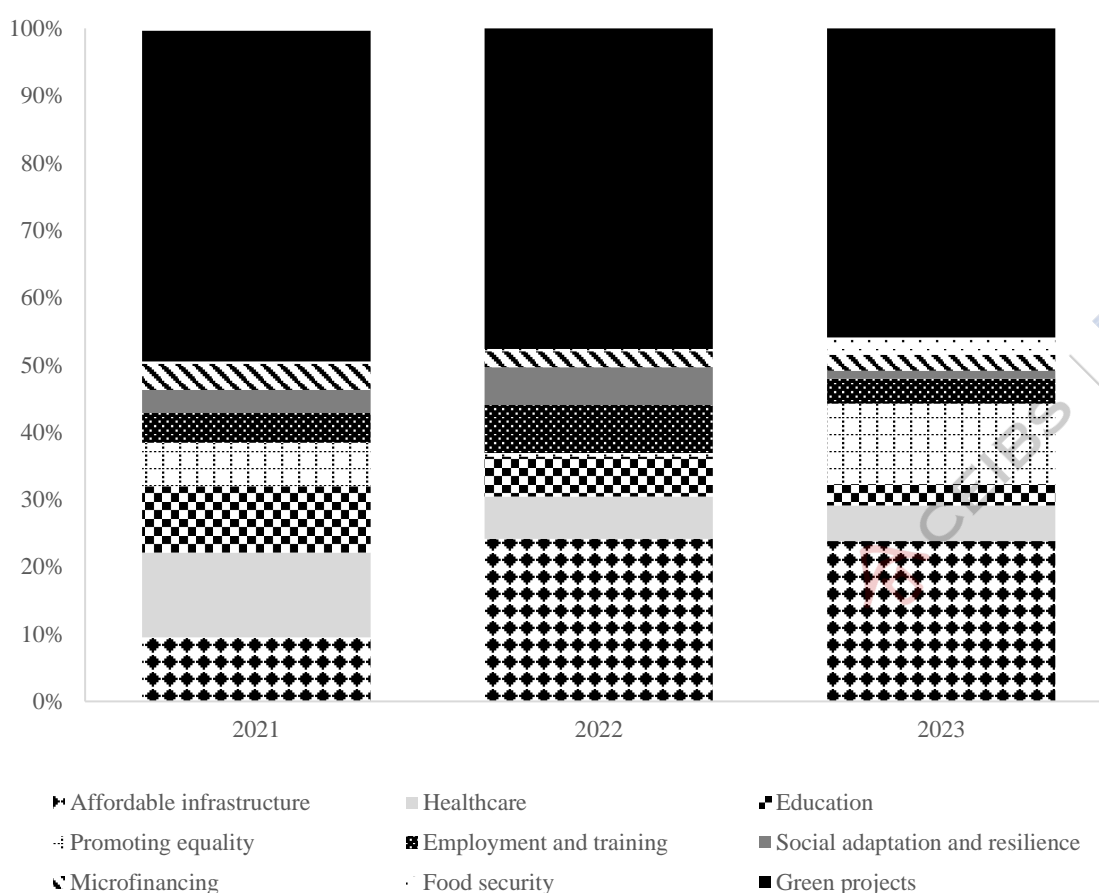 100%
90%
80%
70%
60%
50%
40%
30%
20%
10%
0%
2021 2022 2023
CEIBS
Affordable infrastructure Healthcare Education
Promoting equality Employment and training Social adaptation and resilience
Microfinancing Food security Green projects